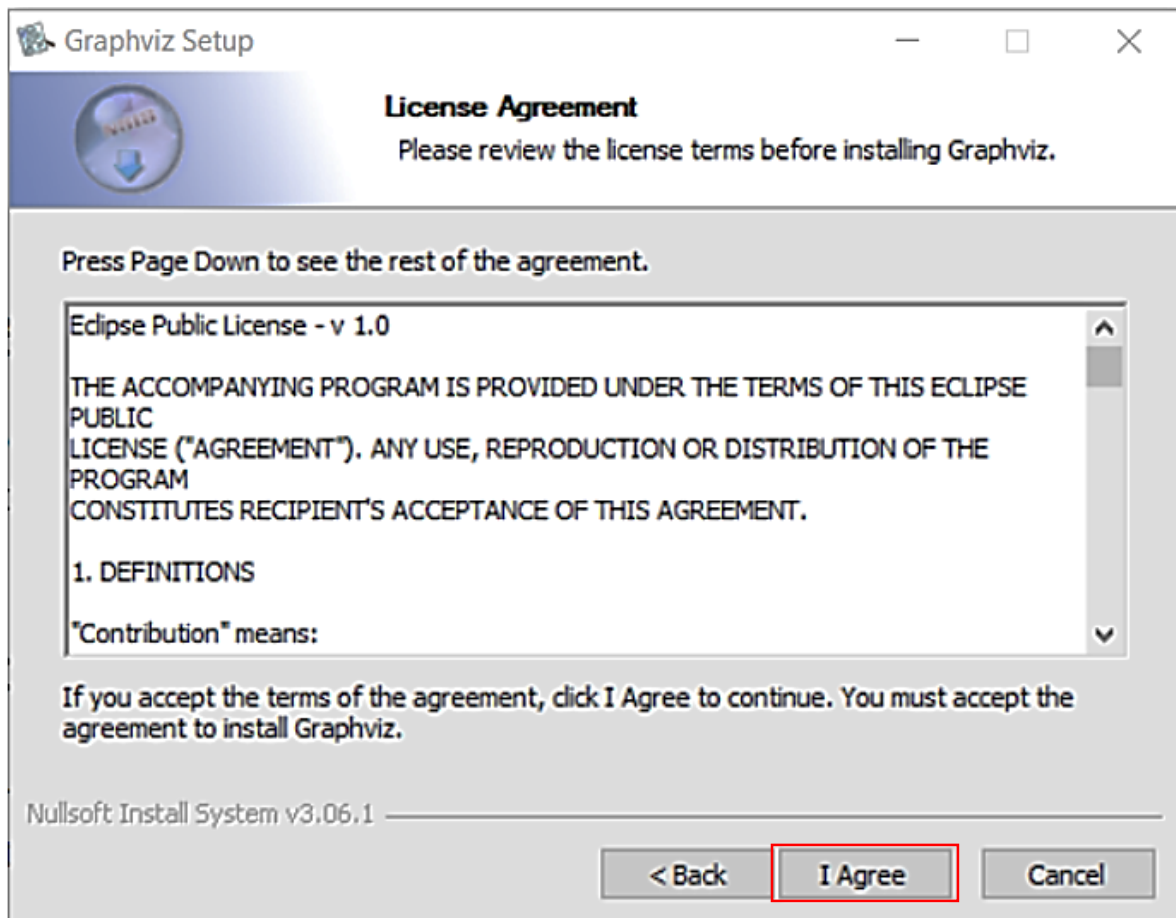 Graphviz Setup
License Agreement
Please review the license terms before installing Graphviz.
Press Page Down to see the rest of the agreement.
Eclipse Public License - v 1.0
THE ACCOMPANYING PROGRAM IS PROVIDED UNDER THE TERMS OF THIS ECLIPSE
PUBLIC
LICENSE ("AGREEMENT"). ANY USE, REPRODUCTION OR DISTRIBUTION OF THE
PROGRAM
CONSTITUTES RECIPIENT'S ACCEPTANCE OF THIS AGREEMENT.
1. DEFINITIONS
"Contribution" means:
If you accept the terms of the agreement, click I Agree to continue. You must accept the
agreement to install Graphviz.
Nullsoft Install System v3.06.1
< Back
I Agree
Cancel